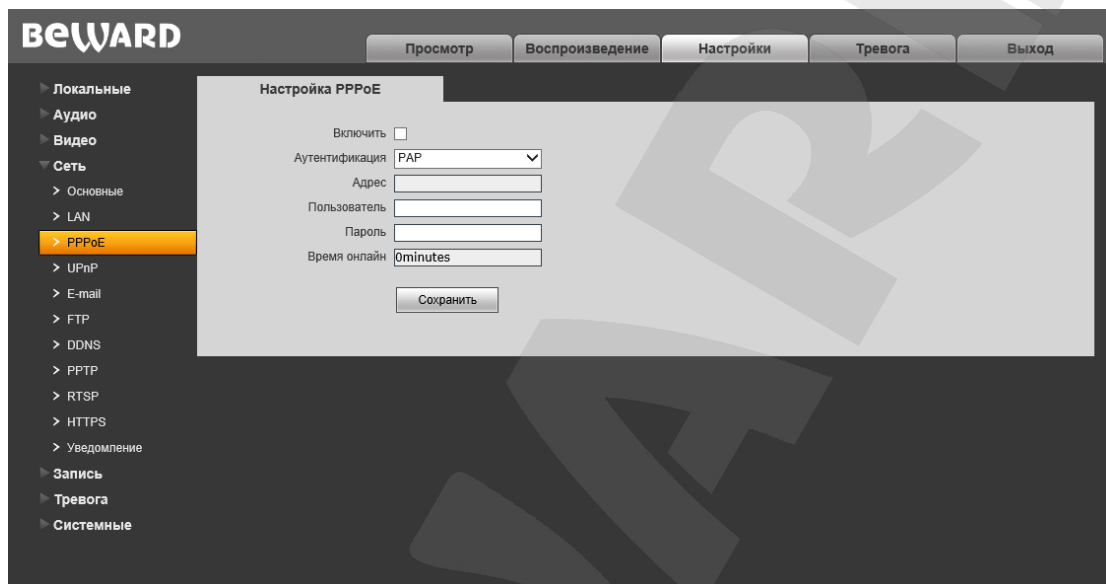 BEWARD
Просмотр
Воспроизведение
Настройки
Тревога
Выход
Локальные
Аудио
Видео
Сеть
Основные
LAN
PPPoE
UPnP
E-mail
FTP
DDNS
PPTP
RTSP
HTTPS
Уведомление
Запись
Тревога
Системные
Настройка PPPoE
Включить
Аутентификация PAP
Адрес
Пользователь
Пароль
Время онлайн 0minutes
Сохранить